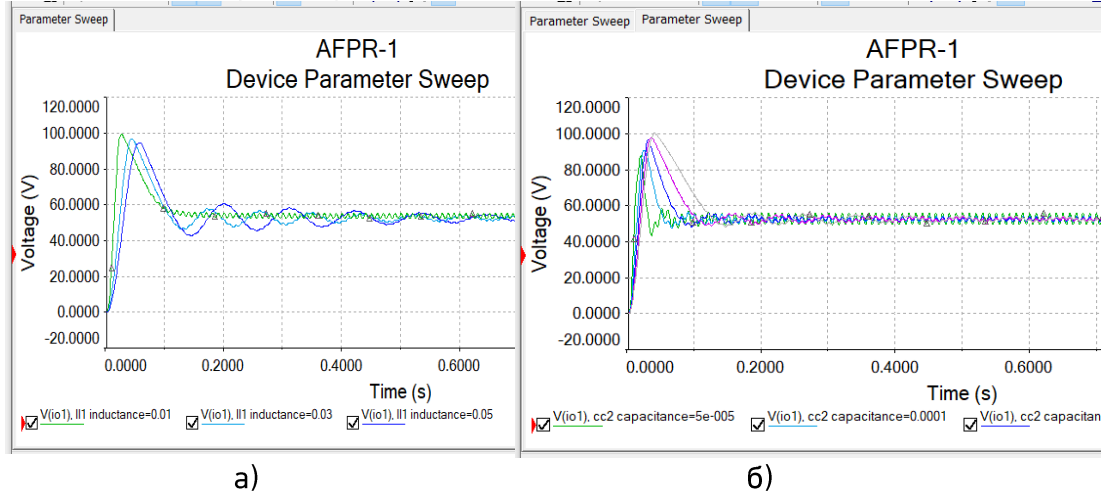 Parameter Sweep
AFPR-1
Device Parameter Sweep
120.0000
100.0000
80.0000
60.0000
40.0000
20.0000
0.0000
-20.0000
Voltage (V)
0.0000 0.2000 0.4000 0.6000
Time (s)
V(io1), ll1 inductance=0.01 V(io1), ll1 inductance=0.03 V(io1), ll1 inductance=0.05
а)
Parameter Sweep Parameter Sweep
AFPR-1
Device Parameter Sweep
120.0000
100.0000
80.0000
60.0000
40.0000
20.0000
0.0000
-20.0000
Voltage (V)
0.0000 0.2000 0.4000 0.6000
Time (s)
V(io1), cc2 capacitance=5e-005 V(io1), cc2 capacitance=0.0001 V(io1), cc2 capacitan
б)